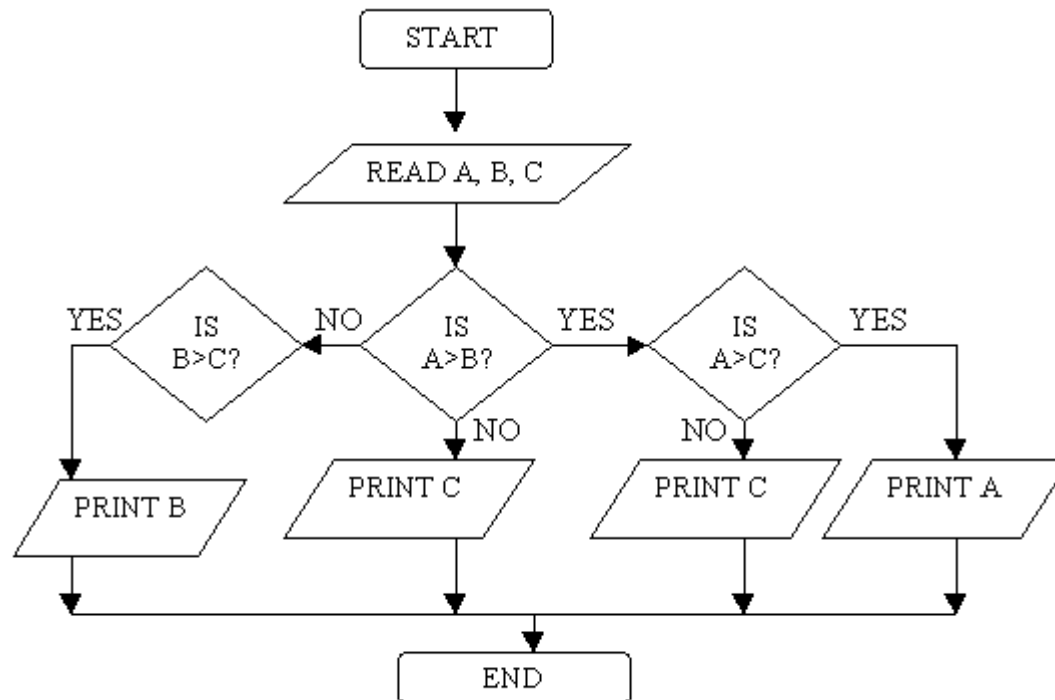 START
READ A, B, C
YES
IS
B>C?
NO
IS
A>B?
YES
IS
A>C?
YES
NO
NO
PRINT B
PRINT C
PRINT C
PRINT A
END